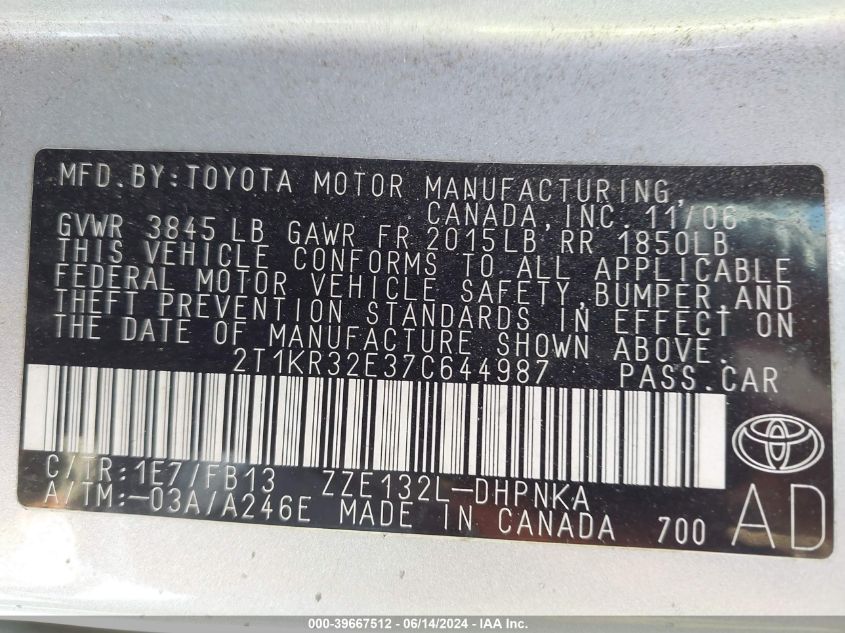 MFD.BY:TOYOTA MOTOR MANUFACTURING,
CANADA,INC. 11/06
GVWR 3845 LB GAWR FR 2015LB RR 1850LB
THIS VEHICLE CONFORMS TO ALL APPLICABLE
FEDERAL MOTOR VEHICLE SAFETY,BUMPER,AND
THEFT PREVENTION STANDARDS IN EFFECT ON
THE DATE OF MANUFACTURE SHOWN ABOVE.
2T1KR32E37C644987 PASS.CAR
C/TR:1E7/FB13 ZZE132L-DHPNKA
A/TM:-03A/A246E MADE IN CANADA 700
AD
000-39667512 - 06/14/2024 - IAA, Inc.